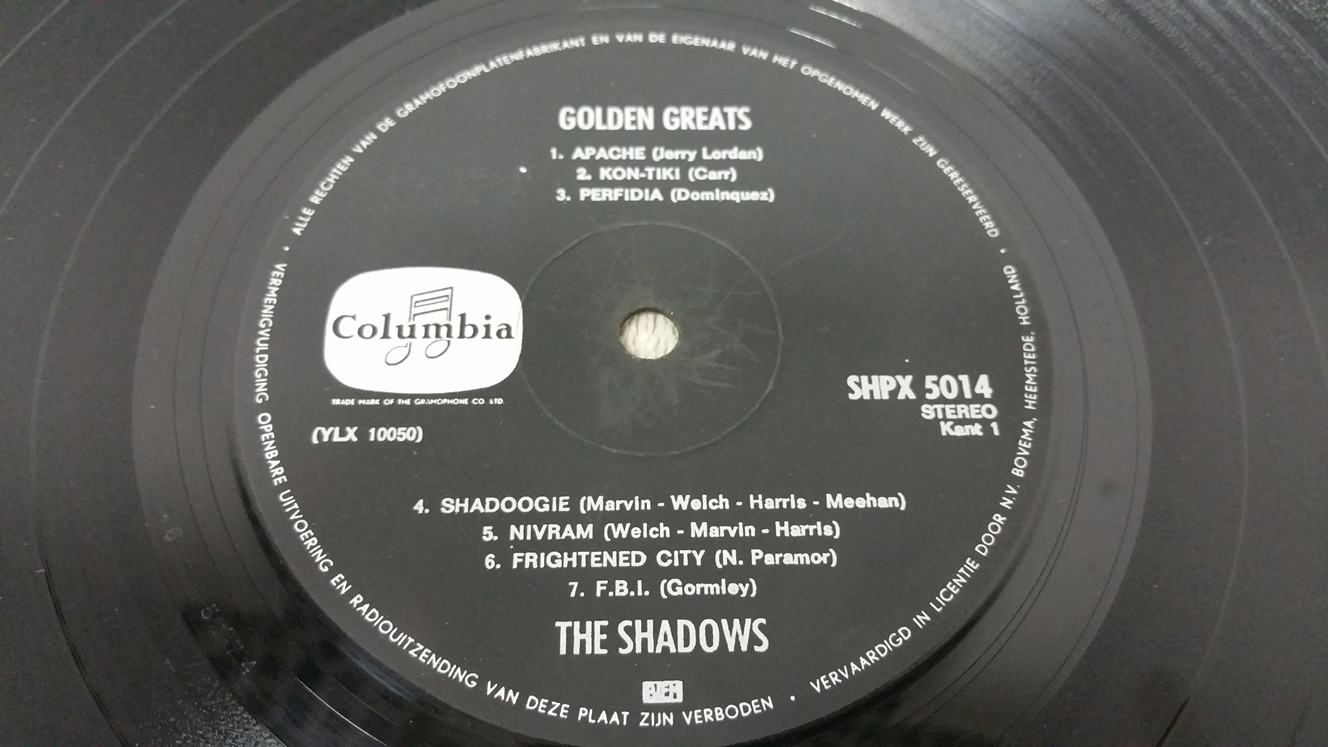 ALLE RECHTEN VAN DE GRAMOFOONPLATENFABRIKANT EN VAN DE EIGENAAR VAN HET OPGENOMEN WERK ZIJN GERESERVEERD •
GOLDEN GREATS
1. APACHE (Jerry Lordan)
2. KON-TIKI (Carr)
3. PERFIDIA (Dominquez)
Columbia
TRADE MARK OF THE GRAMOPHONE CO. LTD.
(YLX 10050)
SHPX 5014
STEREO
Kant 1
4. SHADOOGIE (Marvin - Welch - Harris - Meehan)
5. NIVRAM (Welch - Marvin - Harris)
6. FRIGHTENED CITY (N. Paramor)
7. F.B.I. (Gormley)
THE SHADOWS
VERMENIGVULDIGING OPENBARE UITVOERING EN RADIOUITZENDING VAN DEZE PLAAT ZIJN VERBODEN •
VERVAARDIGD IN LICENTIE DOOR N.V. BOVEMA, HEEMSTEDE, HOLLAND •